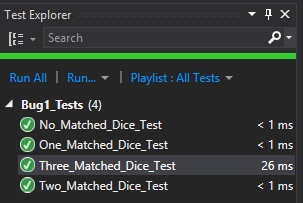 Test Explorer
Search
Run All | Run... | Playlist : All Tests
Bug1_Tests (4)
No_Matched_Dice_Test < 1 ms
One_Matched_Dice_Test < 1 ms
Three_Matched_Dice_Test 26 ms
Two_Matched_Dice_Test < 1 ms